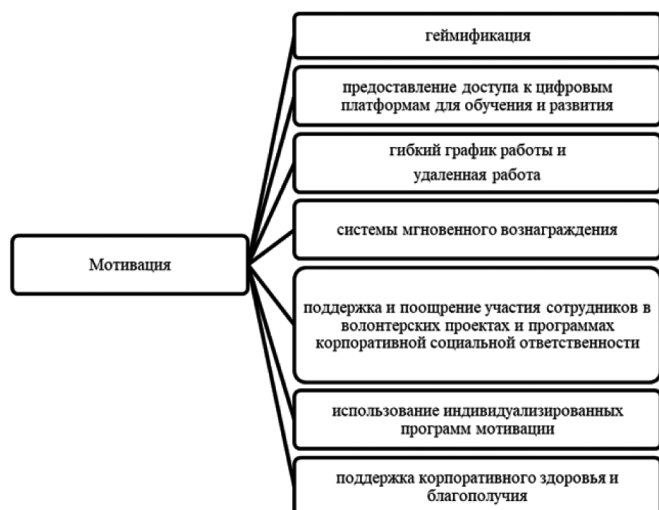 Мотивация
геймификация
предоставление доступа к цифровым
платформам для обучения и развития
гибкий график работы и
удаленная работа
системы мгновенного вознаграждения
поддержка и поощрение участия сотрудников в
волонтерских проектах и программах
корпоративной социальной ответственности
использование индивидуализированных
программ мотивации
поддержка корпоративного здоровья и
благополучия